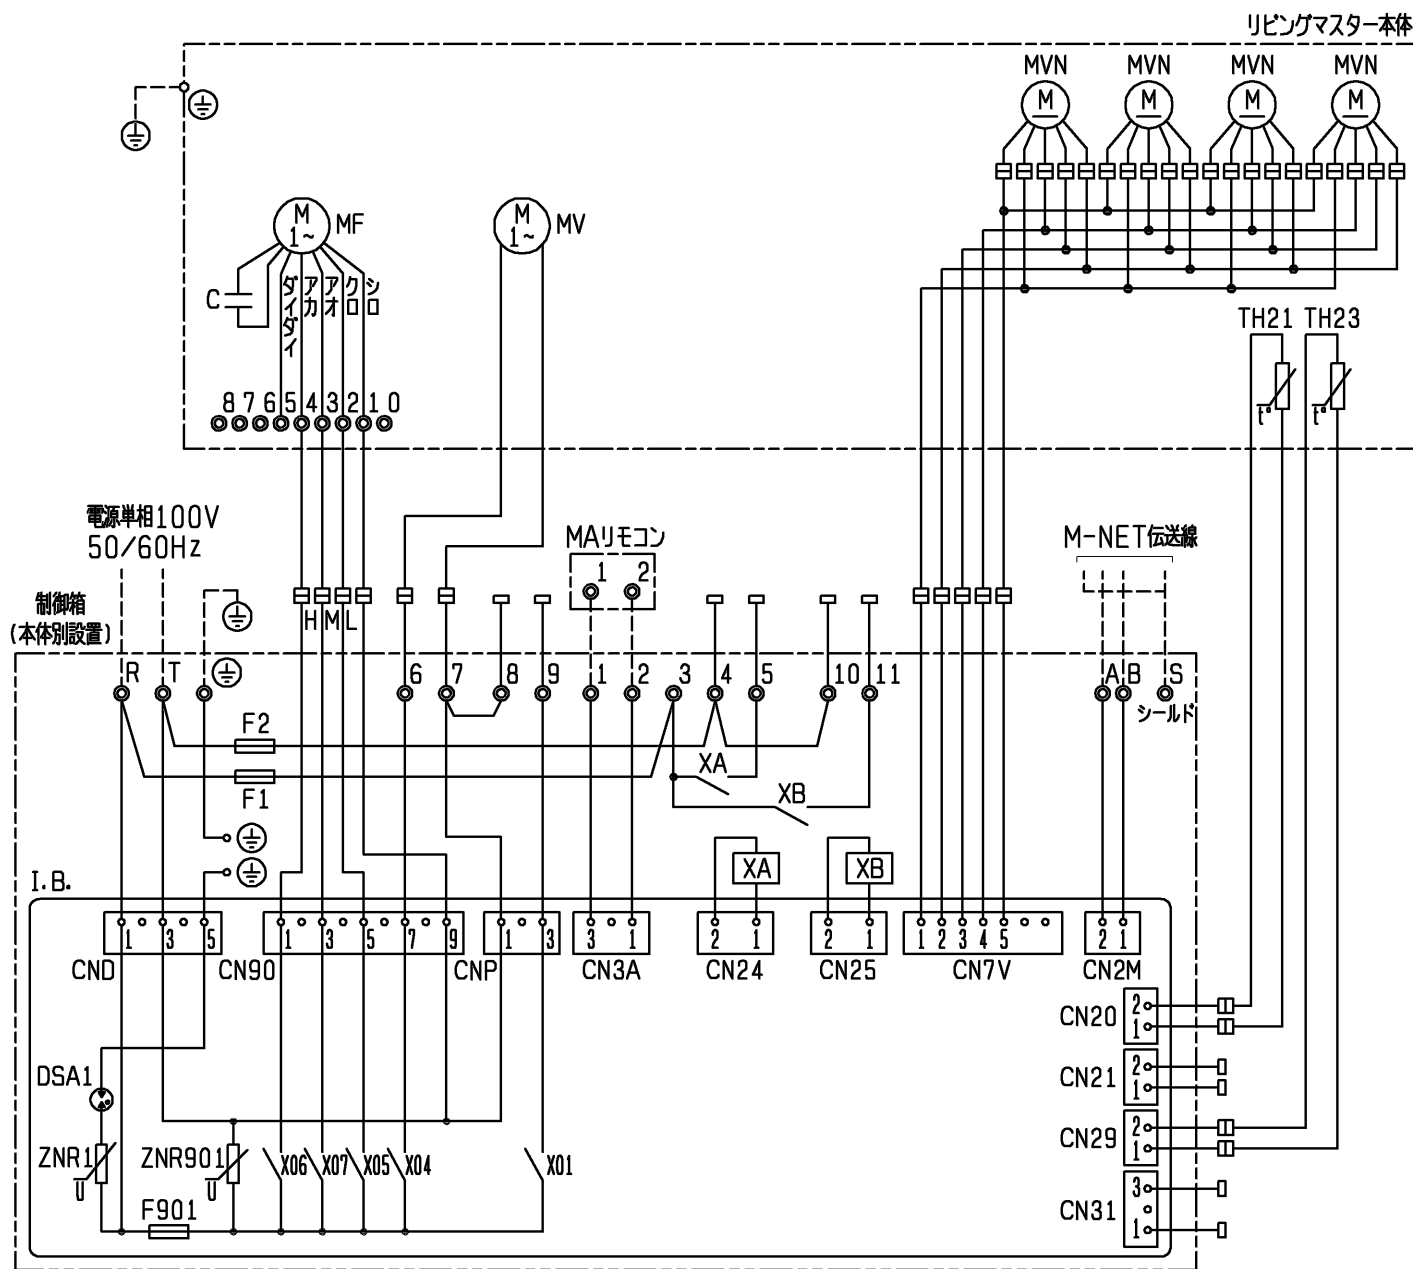 リビングマスター本体
MVN MVN MVN MVN
M M M M
M
1~
MF
M
1~
MV
C
ダイダイ
アカ
アオ
クロ
シロ
TH21 TH23
t° t°
8 7 6 5 4 3 2 1 0
電源単相100V
50/60Hz
MAリモコン
1 2
M-NET伝送線
制御箱
(本体別設置)
H M L
R T 6 7 8 9 1 2 3 4 5 10 11 A B S
シールド
F2
XA
F1
XB
XA XB
I.B.
1 3 5 1 3 5 7 9 1 3 3 1 2 1 2 1 1 2 3 4 5 2 1
CND CN90 CNP CN3A CN24 CN25 CN7V CN2M
CN20
2
1
CN21
2
1
CN29
2
1
CN31
3
1
DSA1
ZNR1
U
ZNR901
U
X06 X07 X05 X04 X01
F901